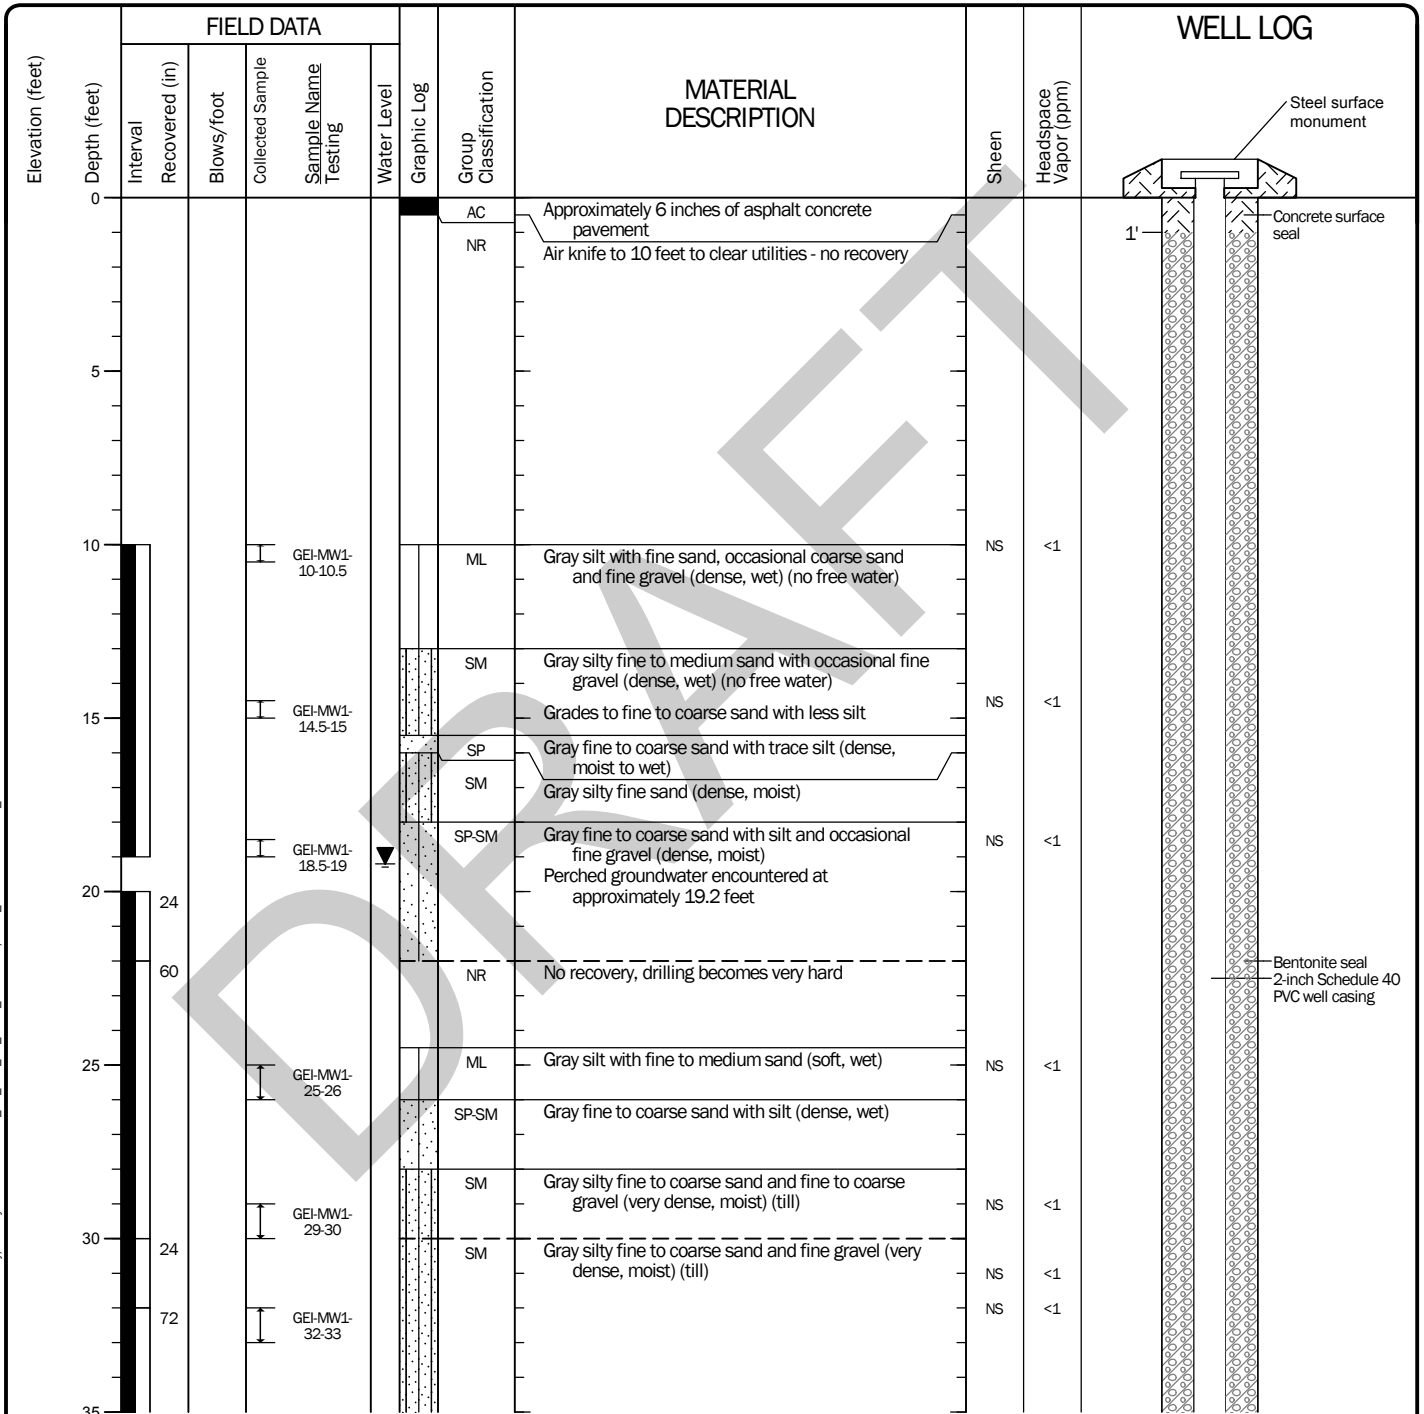 FIELD DATA
WELL LOG
Elevation (feet)
Depth (feet)
Interval
Recovered (in)
Blows/foot
Collected Sample
Sample Name
Testing
Water Level
Graphic Log
Group
Classification
MATERIAL
DESCRIPTION
Sheen
Headspace
Vapor (ppm)
Steel surface
monument
0
AC
Approximately 6 inches of asphalt concrete
pavement
Concrete surface
seal
1'
NR
Air knife to 10 feet to clear utilities - no recovery
5
10
GEI-MW1-
10-10.5
ML
Gray silt with fine sand, occasional coarse sand
and fine gravel (dense, wet) (no free water)
NS
<1
SM
Gray silty fine to medium sand with occasional fine
gravel (dense, wet) (no free water)
15
GEI-MW1-
14.5-15
Grades to fine to coarse sand with less silt
NS
<1
SP
Gray fine to coarse sand with trace silt (dense,
moist to wet)
SM
Gray silty fine sand (dense, moist)
GEI-MW1-
18.5-19
SP-SM
Gray fine to coarse sand with silt and occasional
fine gravel (dense, moist)
Perched groundwater encountered at
approximately 19.2 feet
NS
<1
20
24
60
NR
No recovery, drilling becomes very hard
Bentonite seal
2-inch Schedule 40
PVC well casing
25
GEI-MW1-
25-26
ML
Gray silt with fine to medium sand (soft, wet)
NS
<1
SP-SM
Gray fine to coarse sand with silt (dense, wet)
SM
Gray silty fine to coarse sand and fine to coarse
gravel (very dense, moist) (till)
GEI-MW1-
29-30
NS
<1
30
24
SM
Gray silty fine to coarse sand and fine gravel (very
dense, moist) (till)
NS
<1
72
GEI-MW1-
32-33
NS
<1
35
DRAFT